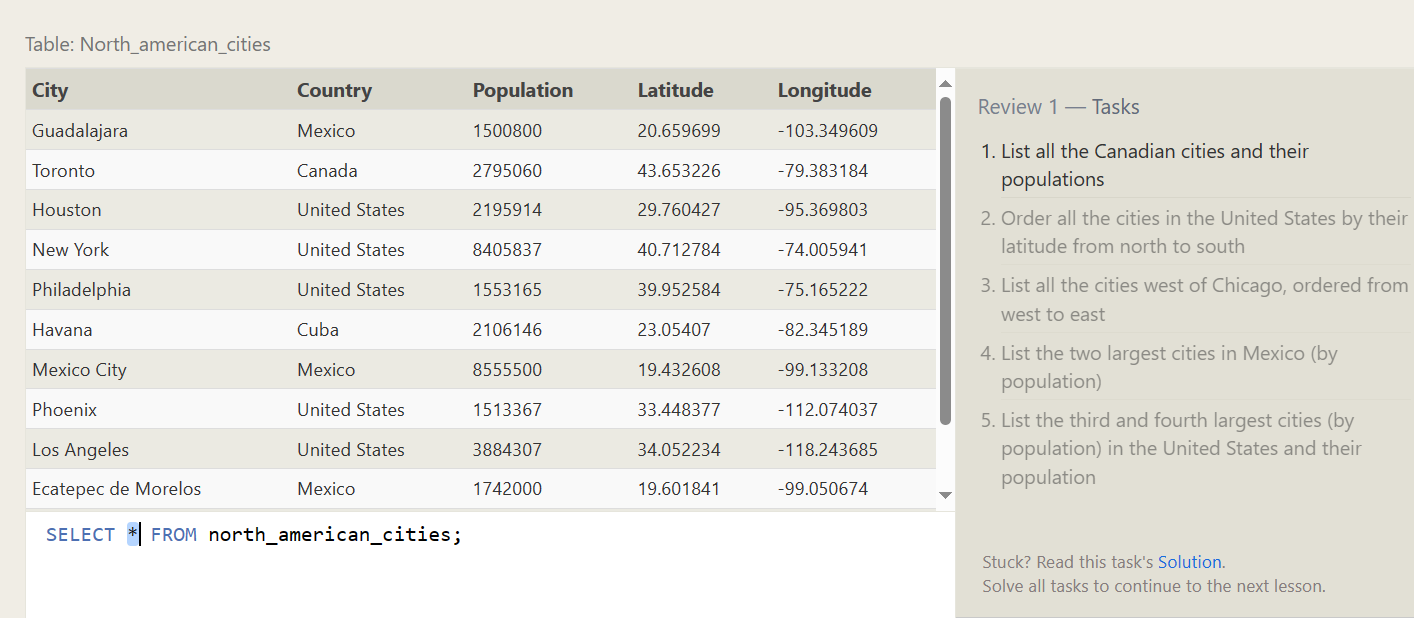 Table: North_american_cities
City Country Population Latitude Longitude
Guadalajara Mexico 1500800 20.659699 -103.349609
Toronto Canada 2795060 43.653226 -79.383184
Houston United States 2195914 29.760427 -95.369803
New York United States 8405837 40.712784 -74.005941
Philadelphia United States 1553165 39.952584 -75.165222
Havana Cuba 2106146 23.05407 -82.345189
Mexico City Mexico 8555500 19.432608 -99.133208
Phoenix United States 1513367 33.448377 -112.074037
Los Angeles United States 3884307 34.052234 -118.243685
Ecatepec de Morelos Mexico 1742000 19.601841 -99.050674
SELECT * FROM north_american_cities;
Review 1 — Tasks
1. List all the Canadian cities and their
populations
2. Order all the cities in the United States by their
latitude from north to south
3. List all the cities west of Chicago, ordered from
west to east
4. List the two largest cities in Mexico (by
population)
5. List the third and fourth largest cities (by
population) in the United States and their
population
Stuck? Read this task's Solution.
Solve all tasks to continue to the next lesson.